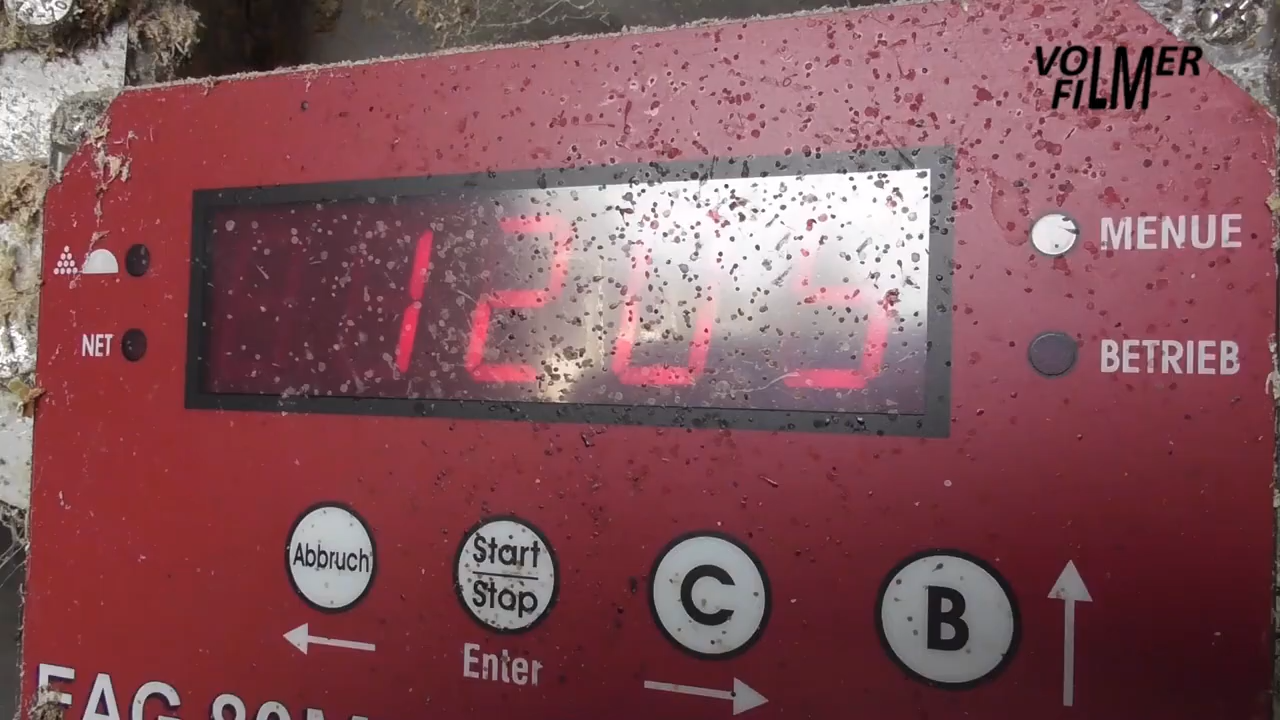 VOLMER
FILM
1205
MENUE
NET
BETRIEB
Abbruch
Start
Stop
C
B
Enter